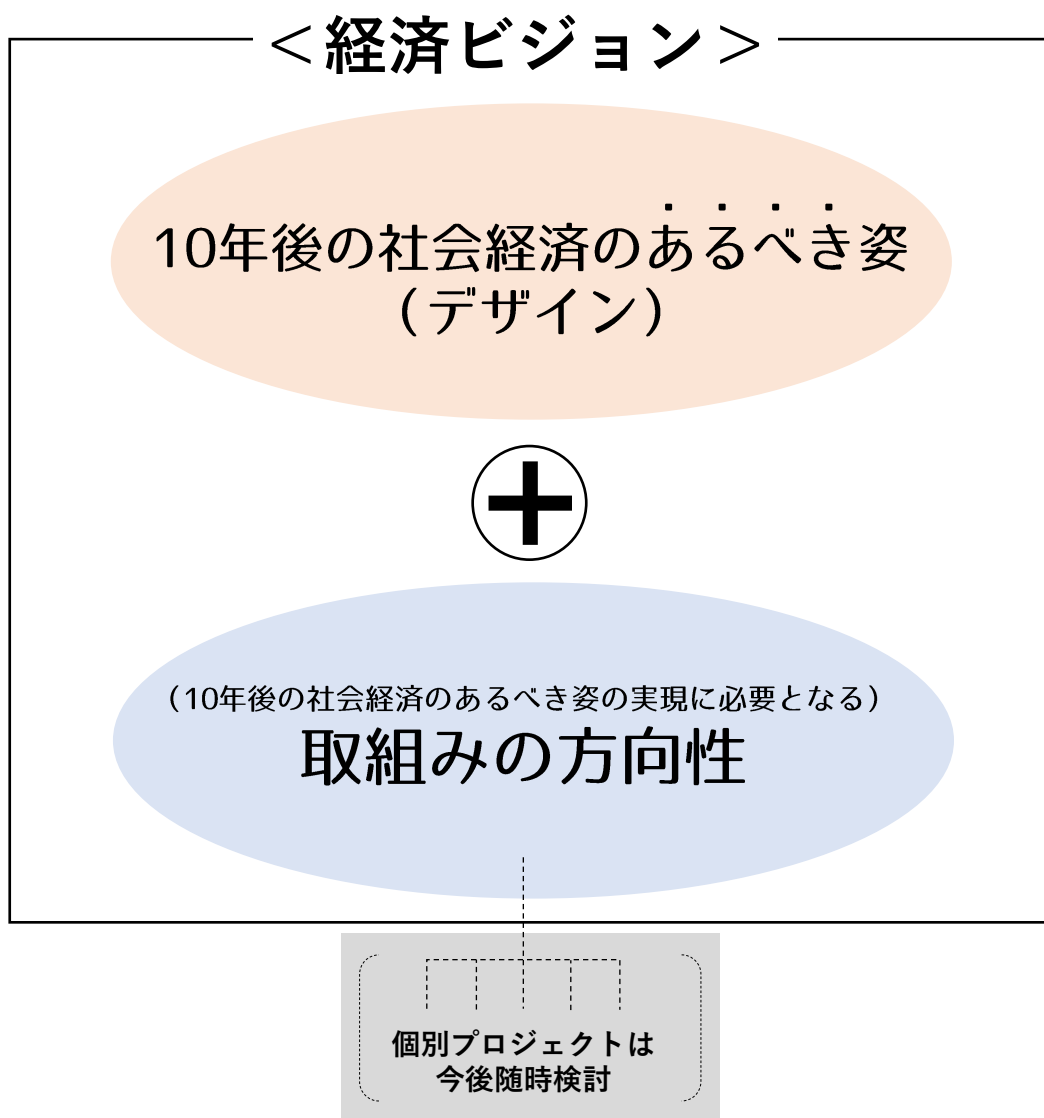 ＜経済ビジョン＞
10年後の社会経済のあるべき姿
（デザイン）
（10年後の社会経済のあるべき姿の実現に必要となる）
取組みの方向性
個別プロジェクトは
今後随時検討